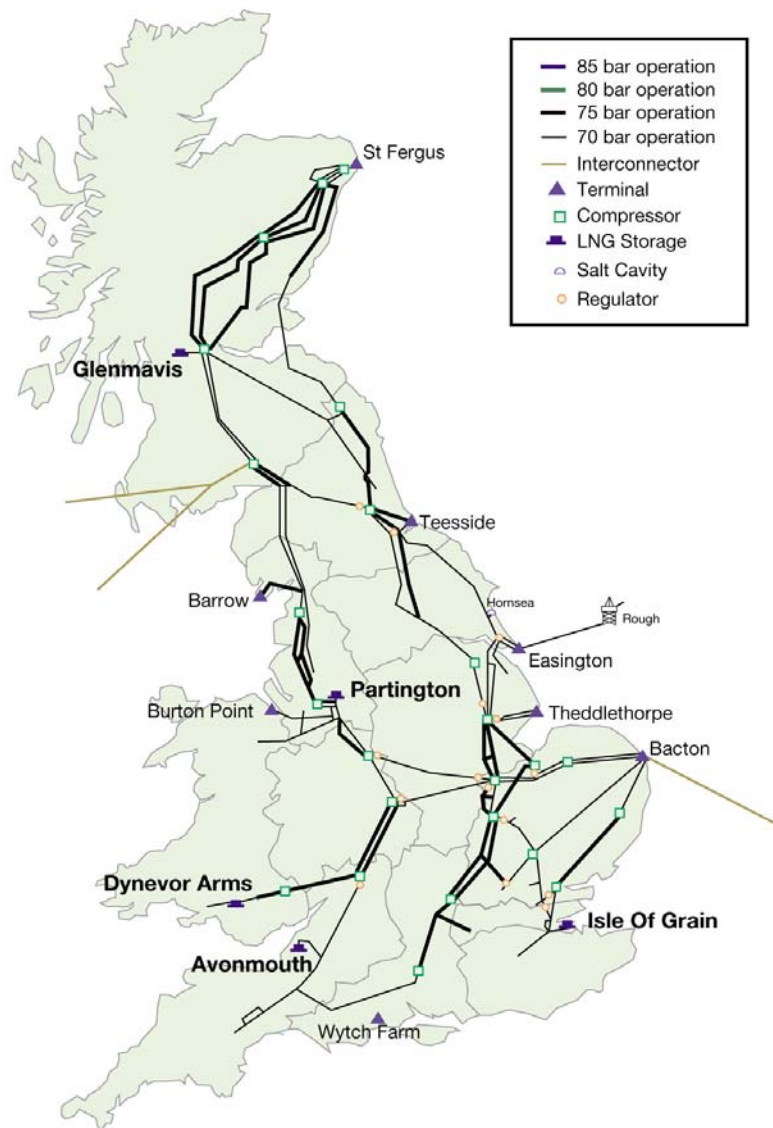 85 bar operation
80 bar operation
75 bar operation
70 bar operation
Interconnector
Terminal
Compressor
LNG Storage
Salt Cavity
Regulator
St Fergus
Glenmavis
Teesside
Barrow
Hornsea
Rough
Easington
Partington
Burton Point
Theddlethorpe
Bacton
Dynevor Arms
Isle Of Grain
Avonmouth
Wytch Farm